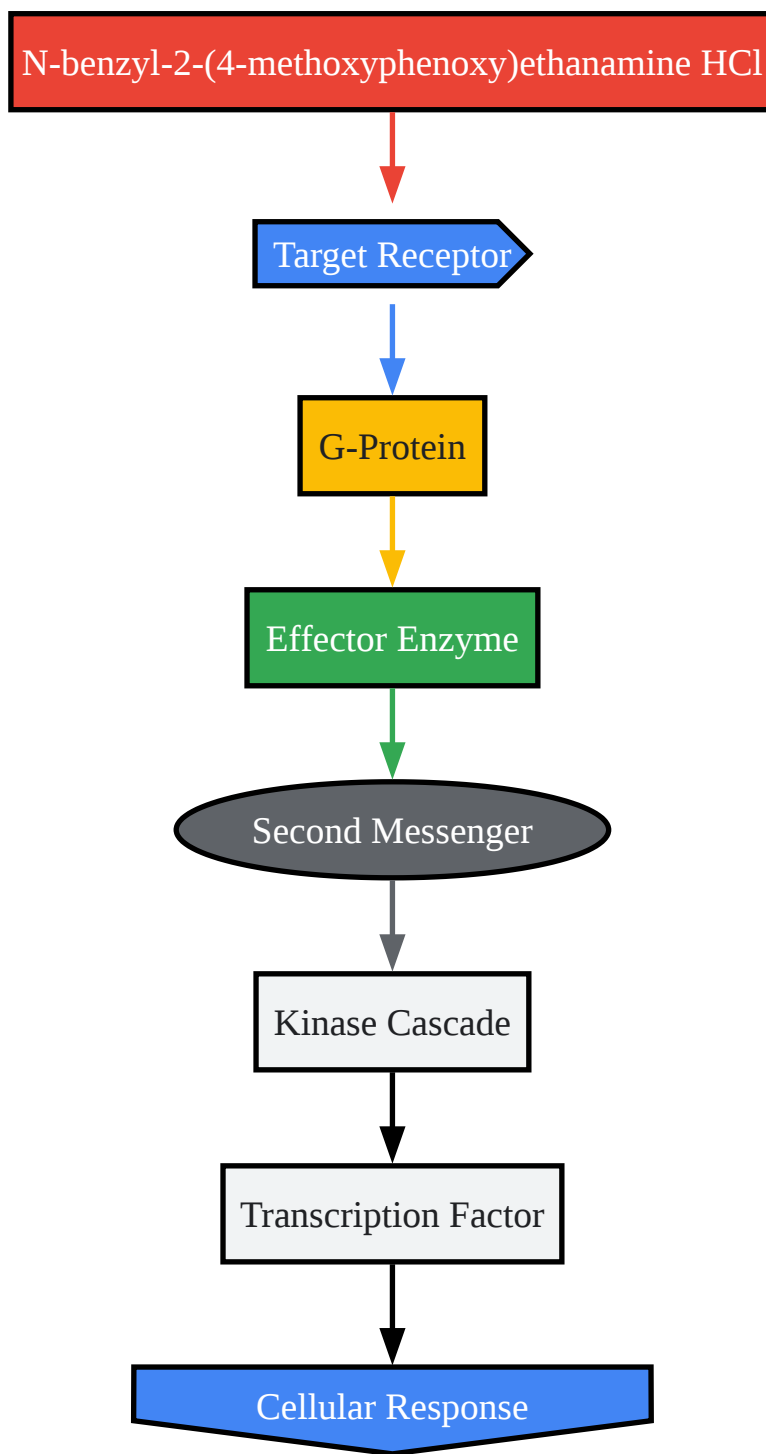 N-benzyl-2-(4-methoxyphenoxy)ethanamine HCl
Target Receptor
G-Protein
Effector Enzyme
Second Messenger
Kinase Cascade
Transcription Factor
Cellular Response